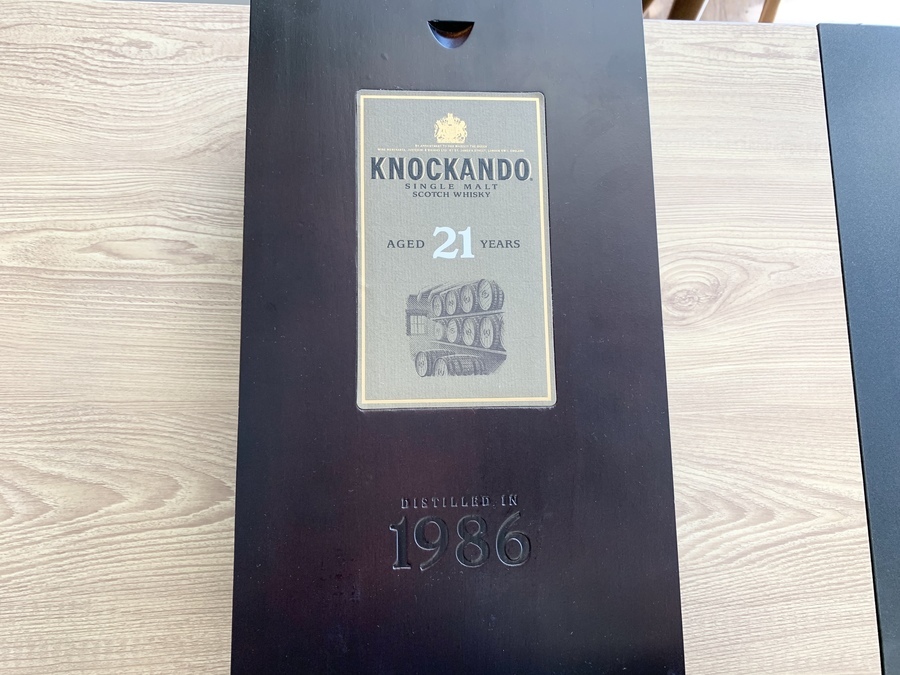 KNOCKANDO
SINGLE MALT
SCOTCH WHISKY
AGED 21 YEARS
DISTILLED IN
1986